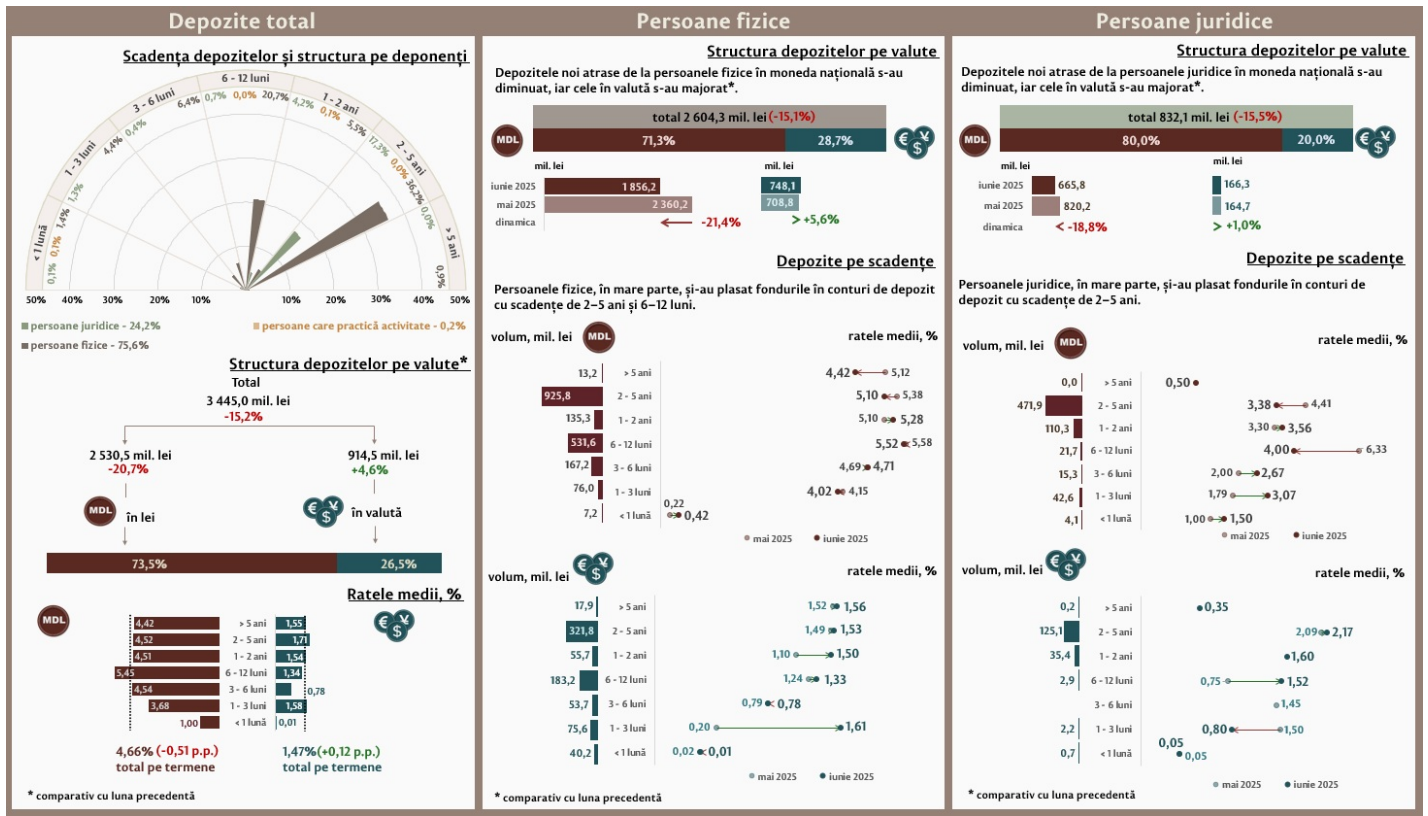 Depozite total
Scadența depozitelor și structura pe deponenți
< 1 lună
1 - 3 luni
3 - 6 luni
6 - 12 luni
1 - 2 ani
2 - 5 ani
> 5 ani
0,1% 0,1% 1,4%
1,3% 4,4%
0,4% 6,4%
0,7% 0,0% 20,7%
4,2% 0,1% 5,5%
17,3% 0,0% 36,2%
0,0% 0,9%
50% 40% 30% 20% 10% 10% 20% 30% 40% 50%
persoane juridice - 24,2%
persoane care practică activitate - 0,2%
persoane fizice - 75,6%
Structura depozitelor pe valute*
Total
3 445,0 mil. lei
-15,2%
2 530,5 mil. lei 914,5 mil. lei
-20,7% +4,6%
MDL în lei € ¥ $ în valută
73,5% 26,5%
Ratele medii, %
MDL € ¥ $
4,42 > 5 ani 1,55
4,52 2 - 5 ani 1,71
4,51 1 - 2 ani 1,54
5,45 6 - 12 luni 1,34
4,54 3 - 6 luni 0,78
3,68 1 - 3 luni 1,58
1,00 < 1 lună 0,01
4,66% (-0,51 p.p.) 1,47%(+0,12 p.p.)
total pe termene total pe termene
* comparativ cu luna precedentă
Persoane fizice
Structura depozitelor pe valute
Depozitele noi atrase de la persoanele fizice în moneda națională s-au
diminuat, iar cele în valută s-au majorat*.
total 2 604,3 mil. lei (-15,1%)
MDL 71,3% 28,7% € ¥ $
mil. lei mil. lei
iunie 2025 1 856,2 748,1
mai 2025 2 360,2 708,8
dinamica -21,4% > +5,6%
Depozite pe scadențe
Persoanele fizice, în mare parte, și-au plasat fondurile în conturi de depozit
cu scadențe de 2–5 ani și 6–12 luni.
volum, mil. lei MDL ratele medii, %
13,2 > 5 ani 4,42 5,12
925,8 2 - 5 ani 5,10 5,38
135,3 1 - 2 ani 5,10 5,28
531,6 6 - 12 luni 5,52 5,58
167,2 3 - 6 luni 4,69 4,71
76,0 1 - 3 luni 4,02 4,15
7,2 < 1 lună 0,22 0,42
mai 2025 iunie 2025
volum, mil. lei € ¥ $ ratele medii, %
17,9 > 5 ani 1,52 1,56
321,8 2 - 5 ani 1,49 1,53
55,7 1 - 2 ani 1,10 1,50
183,2 6 - 12 luni 1,24 1,33
53,7 3 - 6 luni 0,79 0,78
75,6 1 - 3 luni 0,20 1,61
40,2 < 1 lună 0,02 0,01
mai 2025 iunie 2025
* comparativ cu luna precedentă
Persoane juridice
Structura depozitelor pe valute
Depozitele noi atrase de la persoanele juridice în moneda națională s-au
diminuat, iar cele în valută s-au majorat*.
total 832,1 mil. lei (-15,5%)
MDL 80,0% 20,0% € ¥ $
mil. lei mil. lei
iunie 2025 665,8 166,3
mai 2025 820,2 164,7
dinamica < -18,8% > +1,0%
Depozite pe scadențe
Persoanele juridice, în mare parte, și-au plasat fondurile în conturi de
depozit cu scadențe de 2–5 ani.
volum, mil. lei MDL ratele medii, %
0,0 > 5 ani 0,50
471,9 2 - 5 ani 3,38 4,41
110,3 1 - 2 ani 3,30 3,56
21,7 6 - 12 luni 4,00 6,33
15,3 3 - 6 luni 2,00 2,67
42,6 1 - 3 luni 1,79 3,07
4,1 < 1 lună 1,00 1,50
mai 2025 iunie 2025
volum, mil. lei € ¥ $ ratele medii, %
0,2 > 5 ani 0,35
125,1 2 - 5 ani 2,09 2,17
35,4 1 - 2 ani 1,60
2,9 6 - 12 luni 0,75 1,52
3 - 6 luni 1,45
2,2 1 - 3 luni 0,80 1,50
0,7 < 1 lună 0,05 0,05
mai 2025 iunie 2025
* comparativ cu luna precedentă